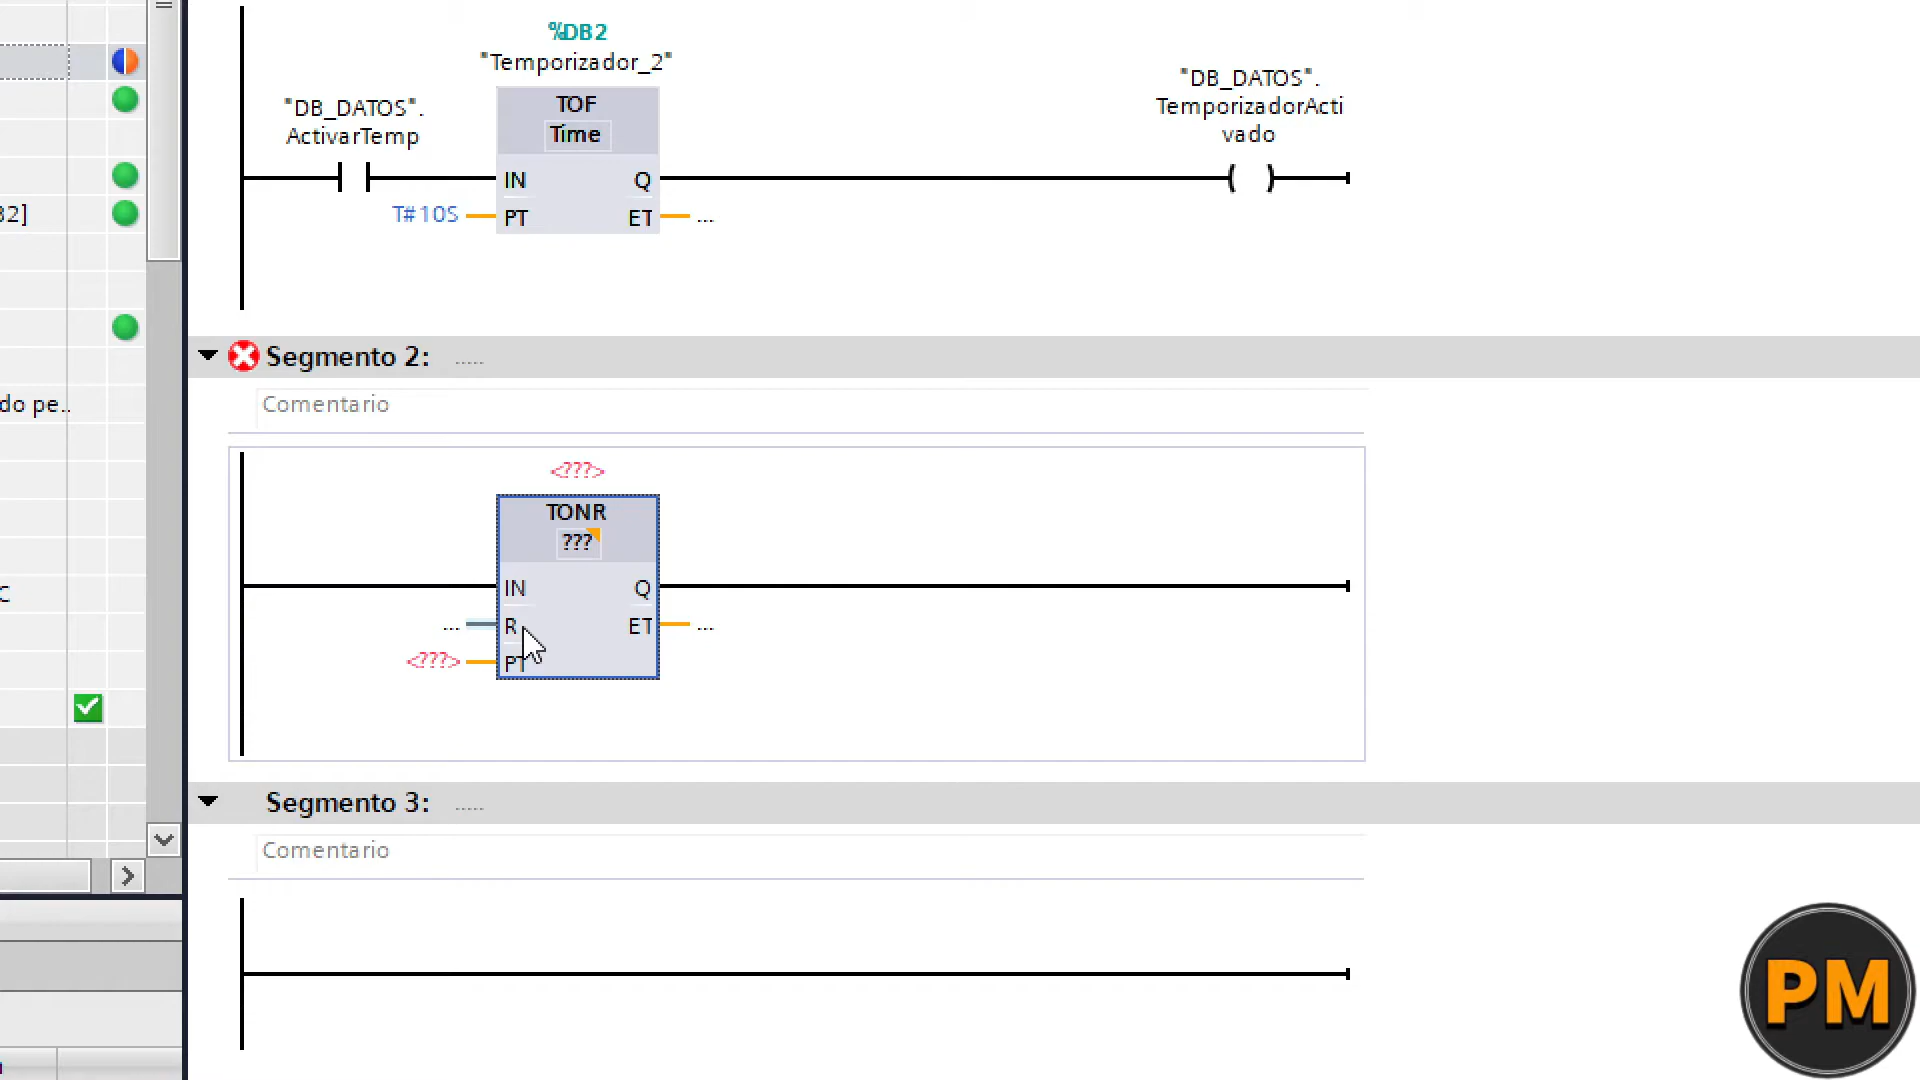 %DB2
"Temporizador_2"
"DB_DATOS".
ActivarTemp
TOF
Time
"DB_DATOS".
TemporizadorActi
vado
IN
Q
T#10S
PT
ET
...
B2]
Segmento 2:
.....
do pe..
Comentario
<???>
TONR
???
IN
Q
...
R
ET
...
<???>
PT
Segmento 3:
.....
Comentario
PM